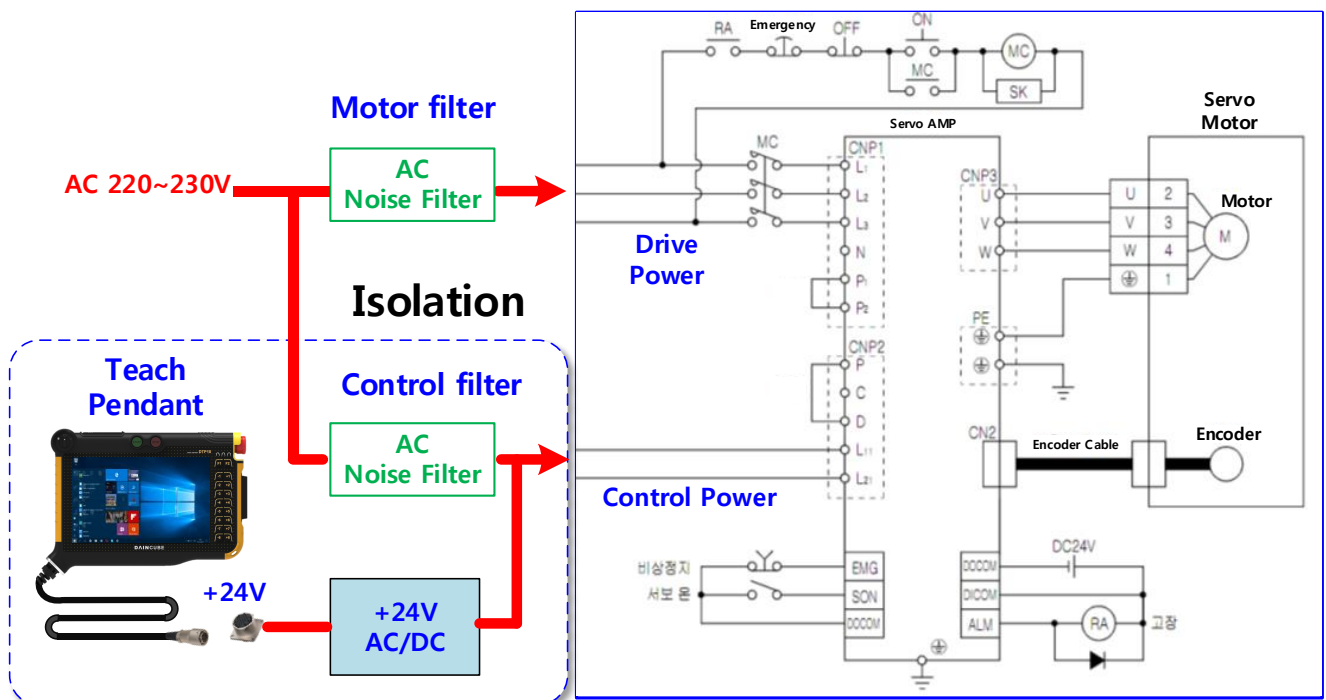 RA
Emergency
OFF
ON
MC
MC
SK
Motor filter
AC 220~230V
AC
Noise Filter
Drive
Power
Isolation
Teach
Pendant
Control filter
AC
Noise Filter
Control Power
DAINCUBE
+24V
+24V
AC/DC
Servo AMP
Servo
Motor
MC
CNP1
L₁
L₂
L₃
N
P₁
P₂
CNP2
P
C
D
L₁₁
L₂₁
CNP3
U
V
W
U 2
V 3
W 4
1
Motor
M
PE
CN2
Encoder Cable
Encoder
비상정지
서보 온
EMG
SON
DOCOM
DOCOM
DICOM
ALM
DC24V
RA
고장